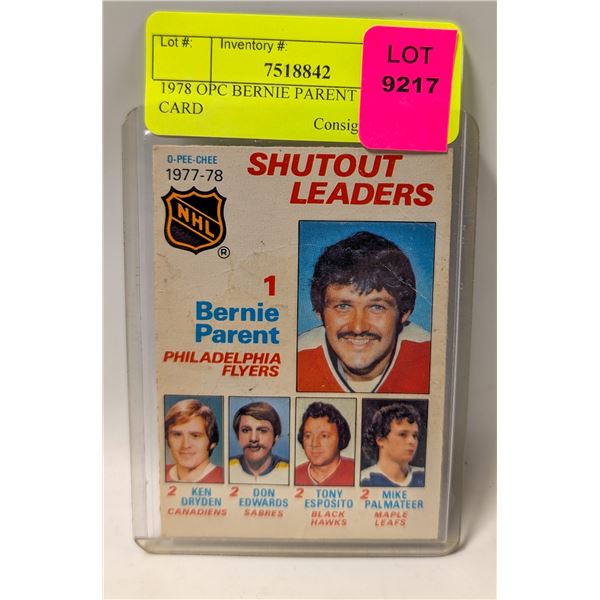 Lot #:
Inventory #:
7518842
1978 OPC BERNIE PARENT
CARD
Consig
LOT
9217
O-PEE-CHEE
1977-78
SHUTOUT
LEADERS
NHL
®
1
Bernie
Parent
PHILADELPHIA
FLYERS
2 KEN
DRYDEN
CANADIENS
2 DON
EDWARDS
SABRES
2 TONY
ESPOSITO
BLACK
HAWKS
2 MIKE
PALMATEER
MAPLE
LEAFS